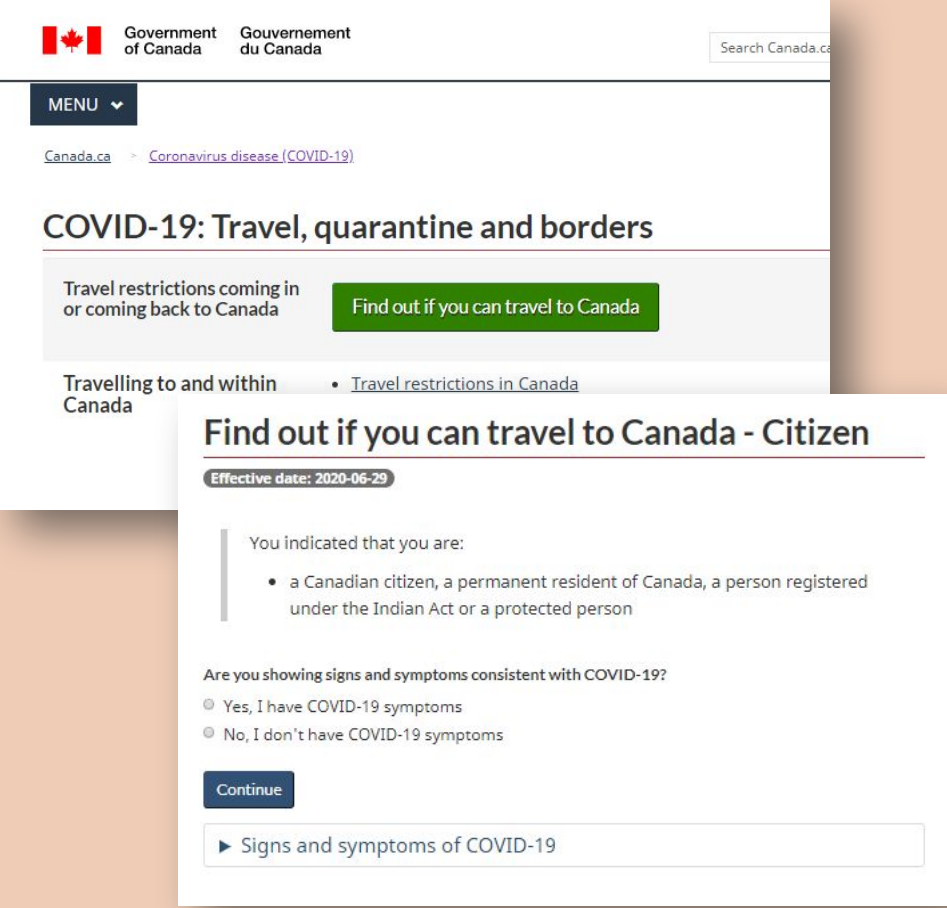 Government of Canada
Gouvernement du Canada
Search Canada.ca
MENU
Canada.ca > Coronavirus disease (COVID-19)
COVID-19: Travel, quarantine and borders
Travel restrictions coming in
or coming back to Canada
Find out if you can travel to Canada
Travelling to and within
Canada
• Travel restrictions in Canada
Find out if you can travel to Canada - Citizen
Effective date: 2020-06-29
You indicated that you are:
• a Canadian citizen, a permanent resident of Canada, a person registered
under the Indian Act or a protected person
Are you showing signs and symptoms consistent with COVID-19?
Yes, I have COVID-19 symptoms
No, I don't have COVID-19 symptoms
Continue
Signs and symptoms of COVID-19